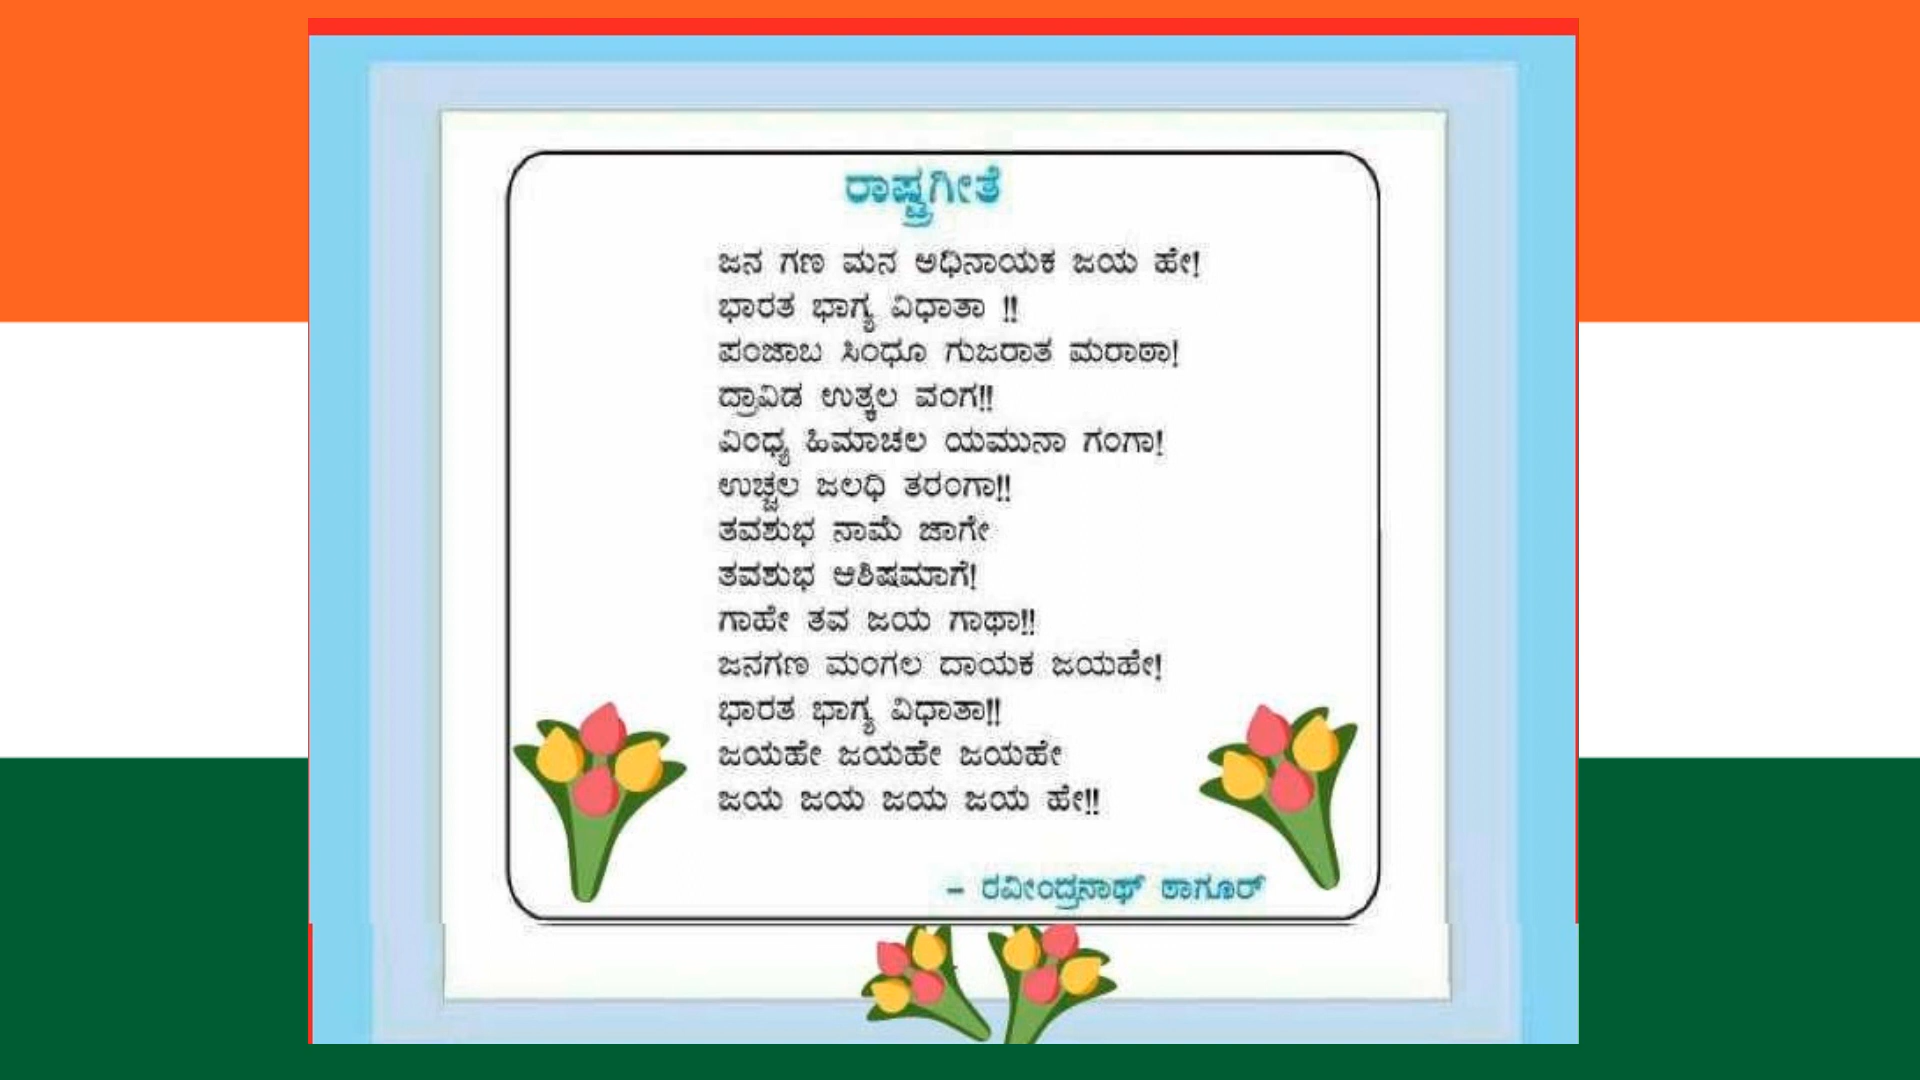 ರಾಷ್ಟ್ರಗೀತೆ
ಜನ ಗಣ ಮನ ಅಧಿನಾಯಕ ಜಯ ಹೇ!
ಭಾರತ ಭಾಗ್ಯ ವಿಧಾತಾ !!
ಪಂಜಾಬ ಸಿಂಧೂ ಗುಜರಾತ ಮರಾಠಾ!
ದ್ರಾವಿಡ ಉತ್ಕಲ ವಂಗ!!
ವಿಂಧ್ಯ ಹಿಮಾಚಲ ಯಮುನಾ ಗಂಗಾ!
ಉಚ್ಚಲ ಜಲಧಿ ತರಂಗಾ!!
ತವಶುಭ ನಾಮೆ ಜಾಗೇ
ತವಶುಭ ಆಶಿಷಮಾಗೆ!
ಗಾಹೇ ತವ ಜಯ ಗಾಥಾ!!
ಜನಗಣ ಮಂಗಲ ದಾಯಕ ಜಯಹೇ!
ಭಾರತ ಭಾಗ್ಯ ವಿಧಾತಾ!!
ಜಯಹೇ ಜಯಹೇ ಜಯಹೇ
ಜಯ ಜಯ ಜಯ ಜಯ ಹೇ!!
– ರವೀಂದ್ರನಾಥ್ ಠಾಗೂರ್